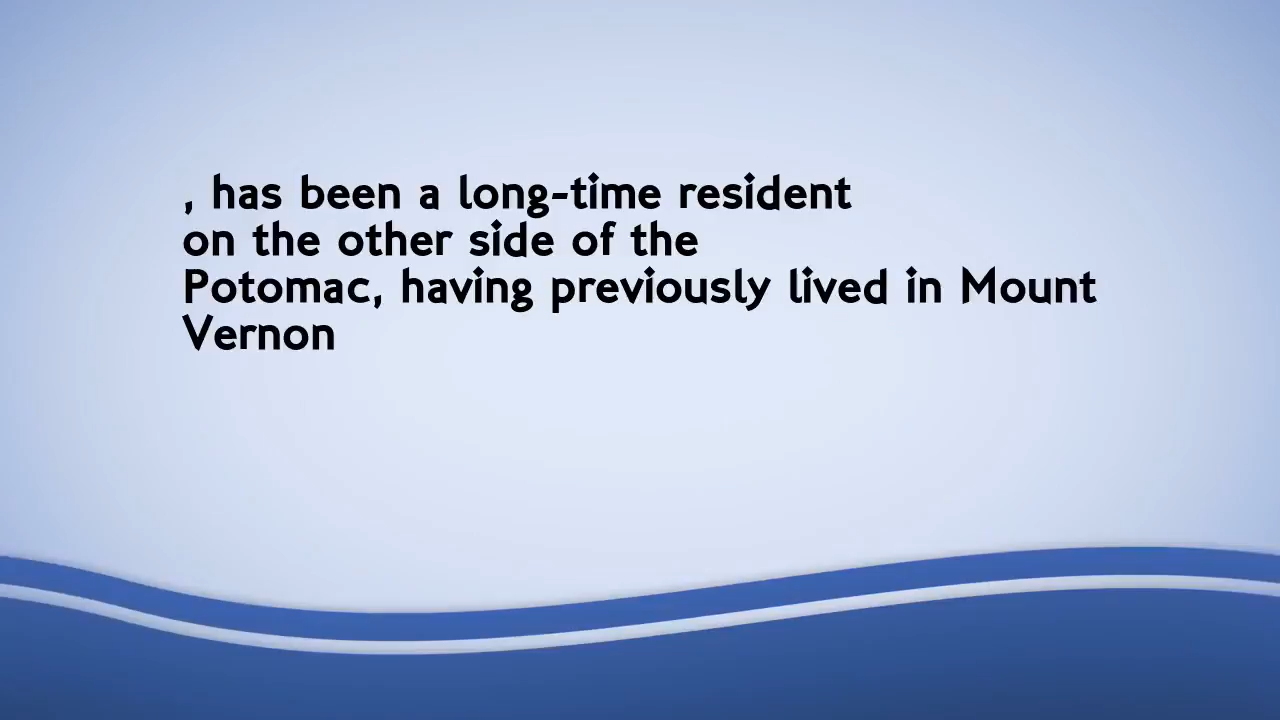 , has been a long-time resident
on the other side of the
Potomac, having previously lived in Mount
Vernon